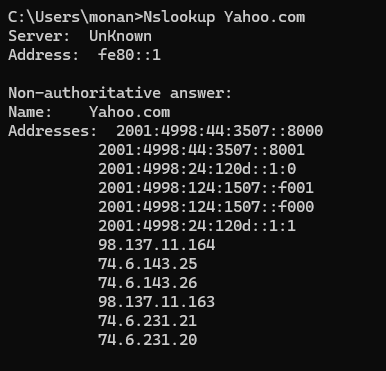 C:\Users\monan>Nslookup Yahoo.com
Server:  UnKnown
Address:  fe80::1

Non-authoritative answer:
Name:    Yahoo.com
Addresses:  2001:4998:44:3507::8000
          2001:4998:44:3507::8001
          2001:4998:24:120d::1:0
          2001:4998:124:1507::f001
          2001:4998:124:1507::f000
          2001:4998:24:120d::1:1
          98.137.11.164
          74.6.143.25
          74.6.143.26
          98.137.11.163
          74.6.231.21
          74.6.231.20